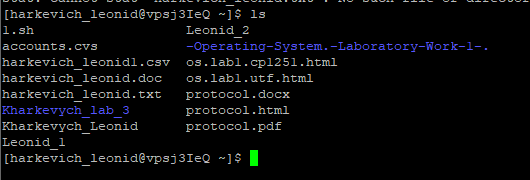 [harkevich_leonid@vpsj3IeQ ~]$ ls
1.sh Leonid_2
accounts.cvs -Operating-System.-Laboratory-Work-1-.
harkevich_leonid1.csv os.lab1.cp1251.html
harkevich_leonid.doc os.lab1.utf.html
harkevich_leonid.txt protocol.docx
Kharkevych_lab_3 protocol.html
Kharkevych_Leonid protocol.pdf
Leonid_1
[harkevich_leonid@vpsj3IeQ ~]$